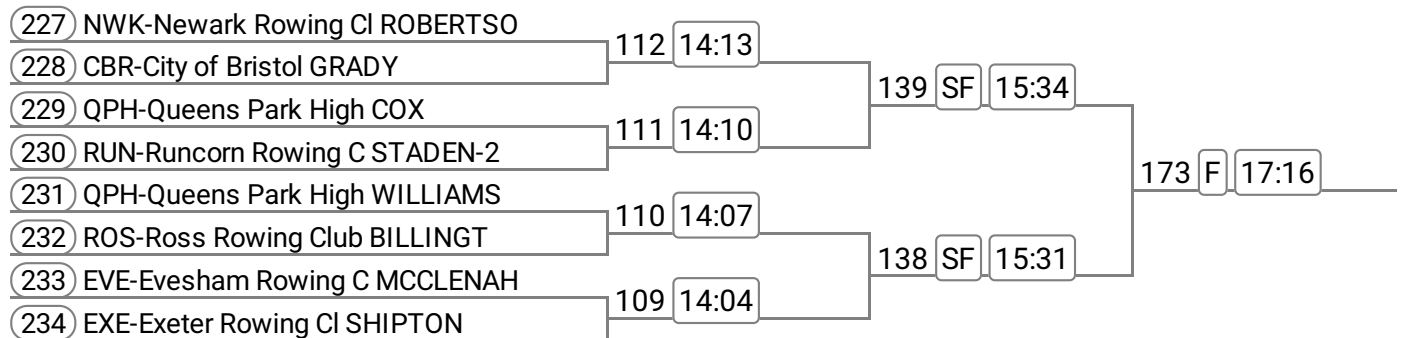 227 NWK-Newark Rowing Cl ROBERTSO
112 14:13
228 CBR-City of Bristol GRADY
139 SF 15:34
229 QPH-Queens Park High COX
111 14:10
230 RUN-Runcorn Rowing C STADEN-2
173 F 17:16
231 QPH-Queens Park High WILLIAMS
110 14:07
232 ROS-Ross Rowing Club BILLINGT
138 SF 15:31
233 EVE-Evesham Rowing C MCCLENAH
109 14:04
234 EXE-Exeter Rowing Cl SHIPTON